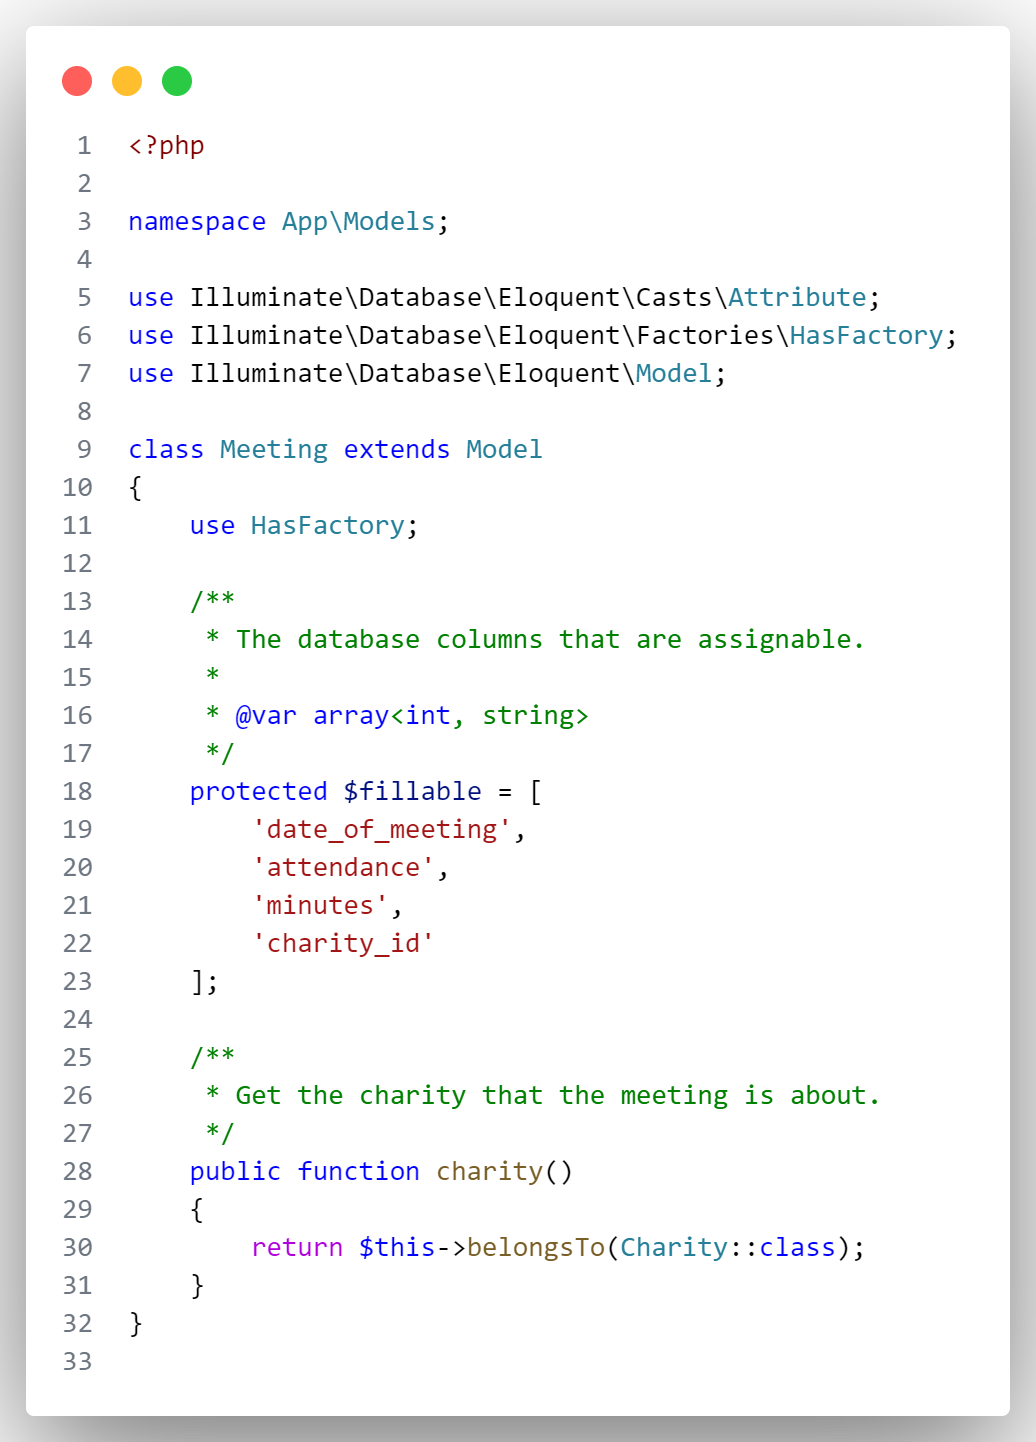 1 <?php
2
3 namespace App\Models;
4
5 use Illuminate\Database\Eloquent\Casts\Attribute;
6 use Illuminate\Database\Eloquent\Factories\HasFactory;
7 use Illuminate\Database\Eloquent\Model;
8
9 class Meeting extends Model
10 {
11     use HasFactory;
12
13     /**
14      * The database columns that are assignable.
15      *
16      * @var array<int, string>
17      */
18     protected $fillable = [
19         'date_of_meeting',
20         'attendance',
21         'minutes',
22         'charity_id'
23     ];
24
25     /**
26      * Get the charity that the meeting is about.
27      */
28     public function charity()
29     {
30         return $this->belongsTo(Charity::class);
31     }
32 }
33